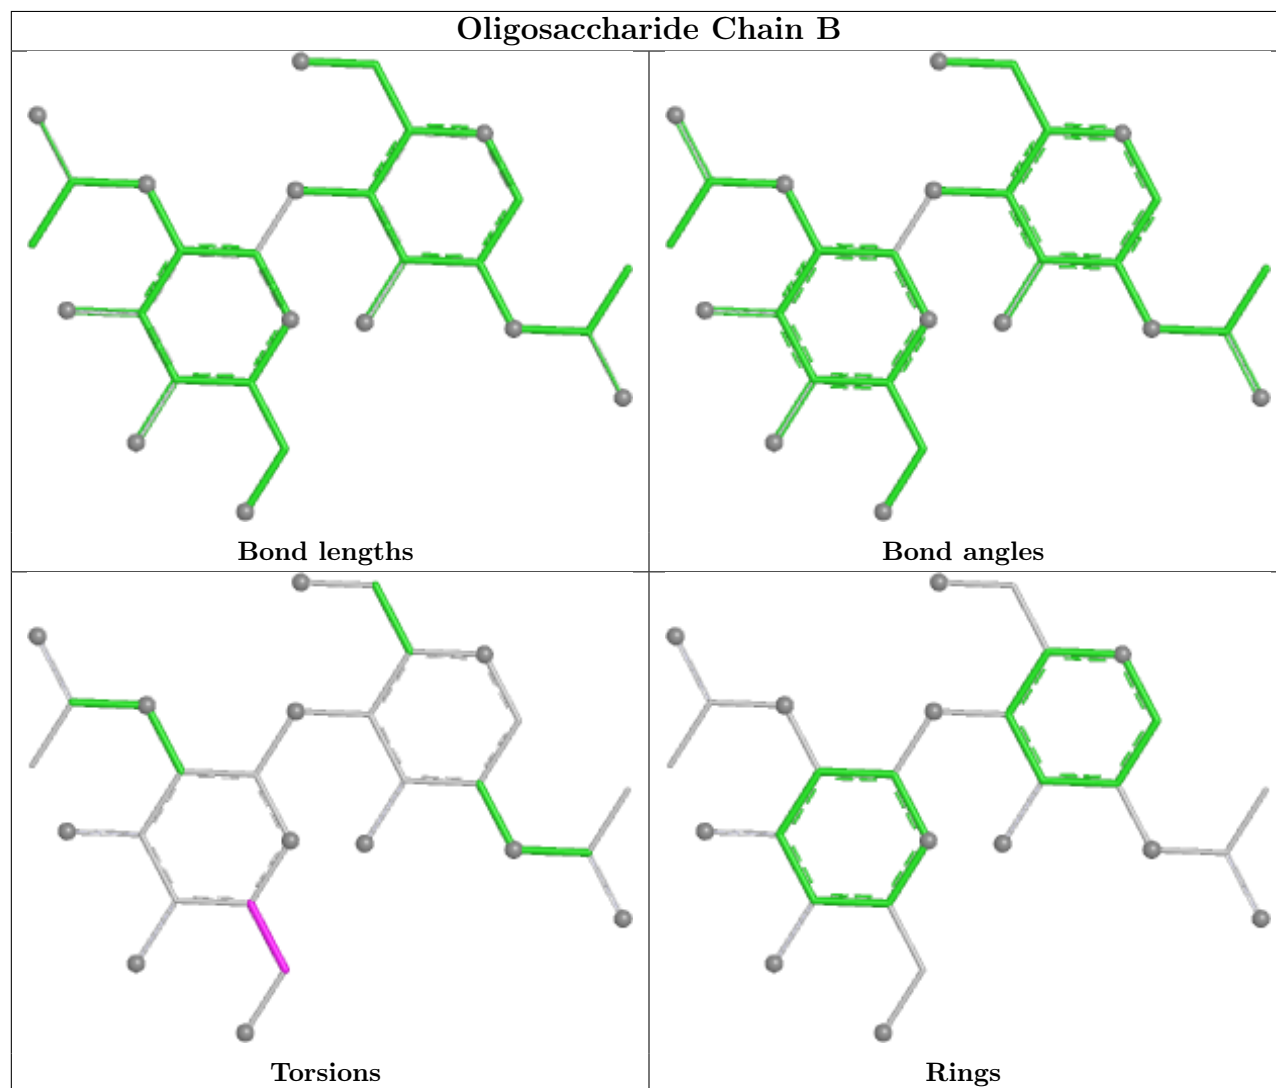 Oligosaccharide Chain B
Bond lengths
Bond angles
Torsions
Rings